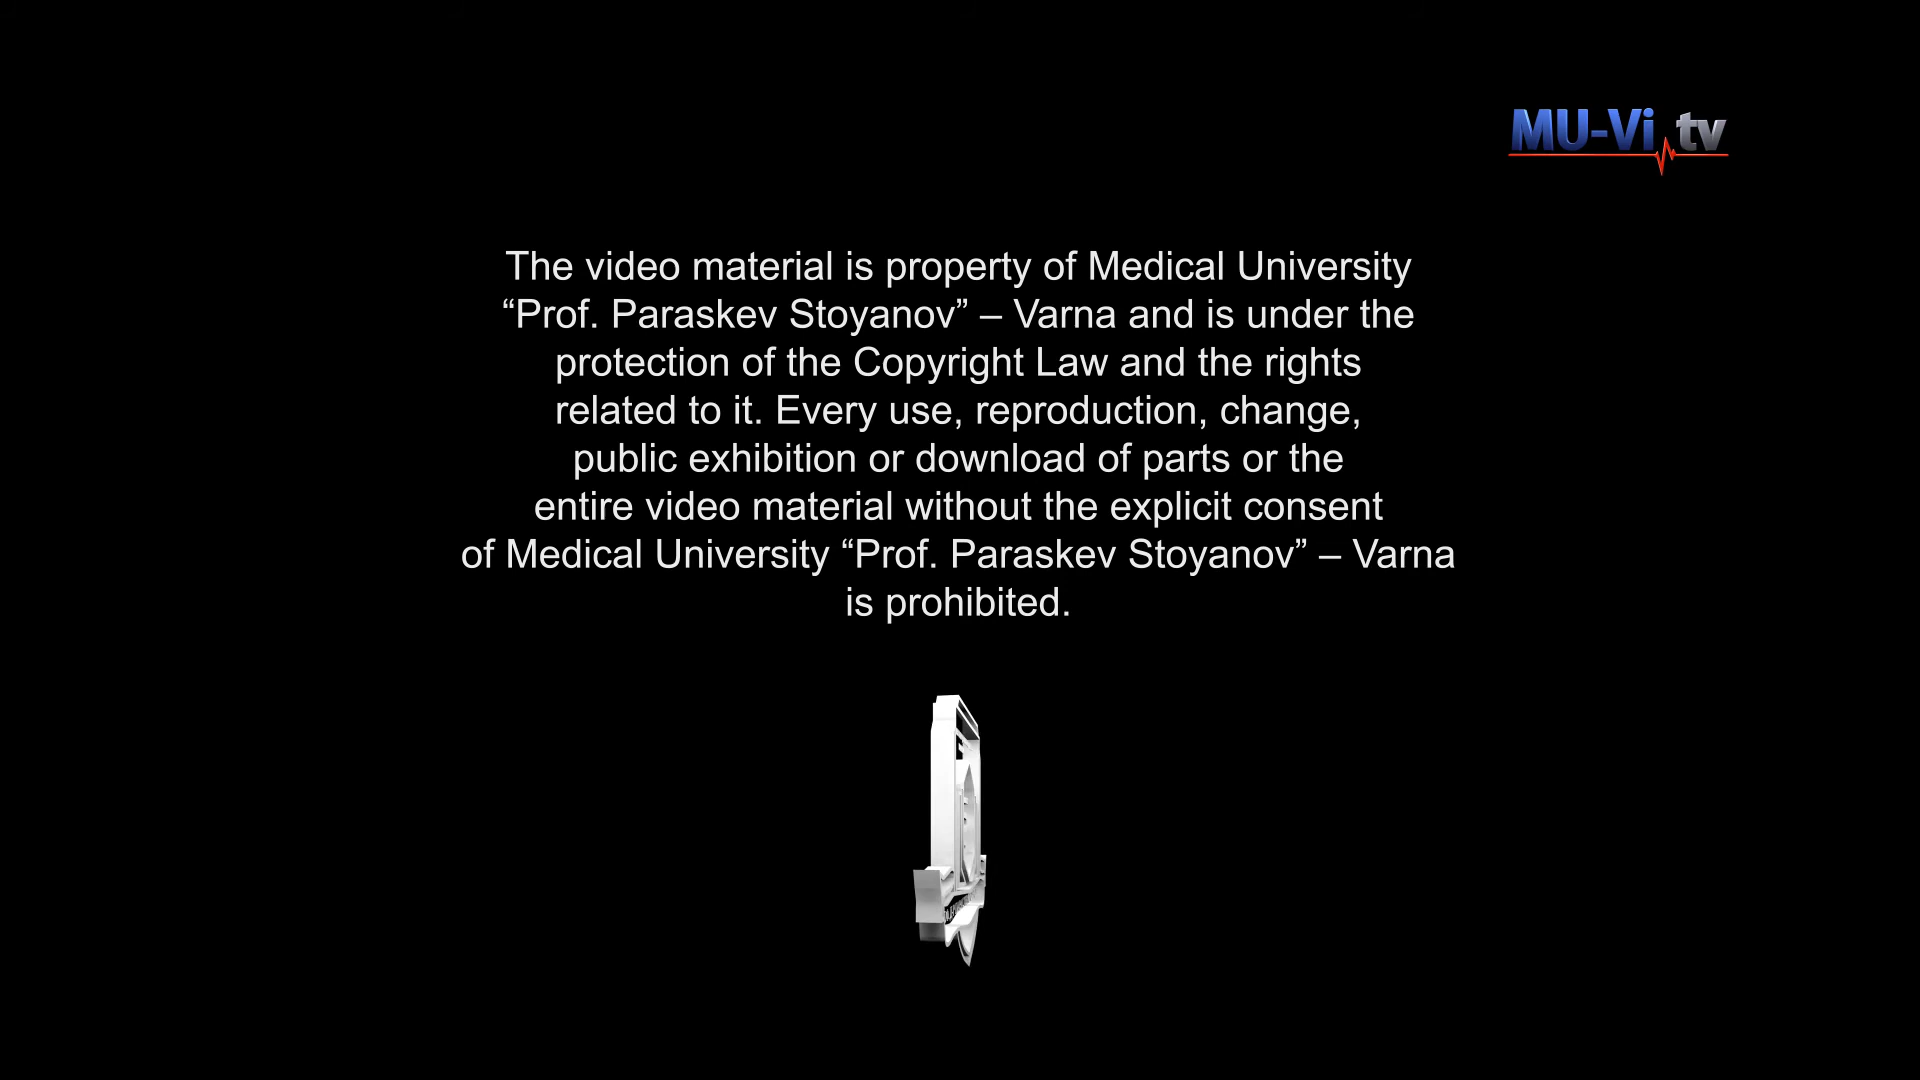 MU-Vi.tv
The video material is property of Medical University
“Prof. Paraskev Stoyanov” – Varna and is under the
protection of the Copyright Law and the rights
related to it. Every use, reproduction, change,
public exhibition or download of parts or the
entire video material without the explicit consent
of Medical University “Prof. Paraskev Stoyanov” – Varna
is prohibited.